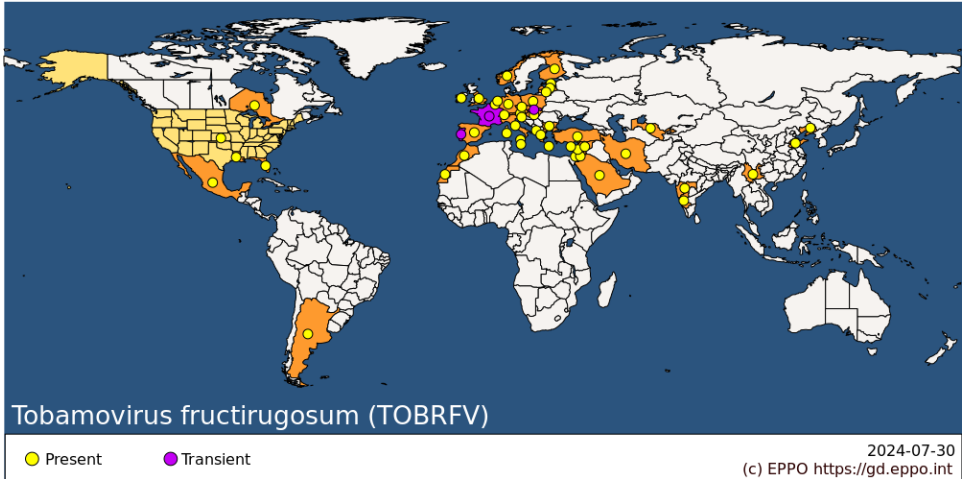 Tobamovirus fructirugosum (TOBRFV)
Present
Transient
2024-07-30
(c) EPPO https://gd.eppo.int